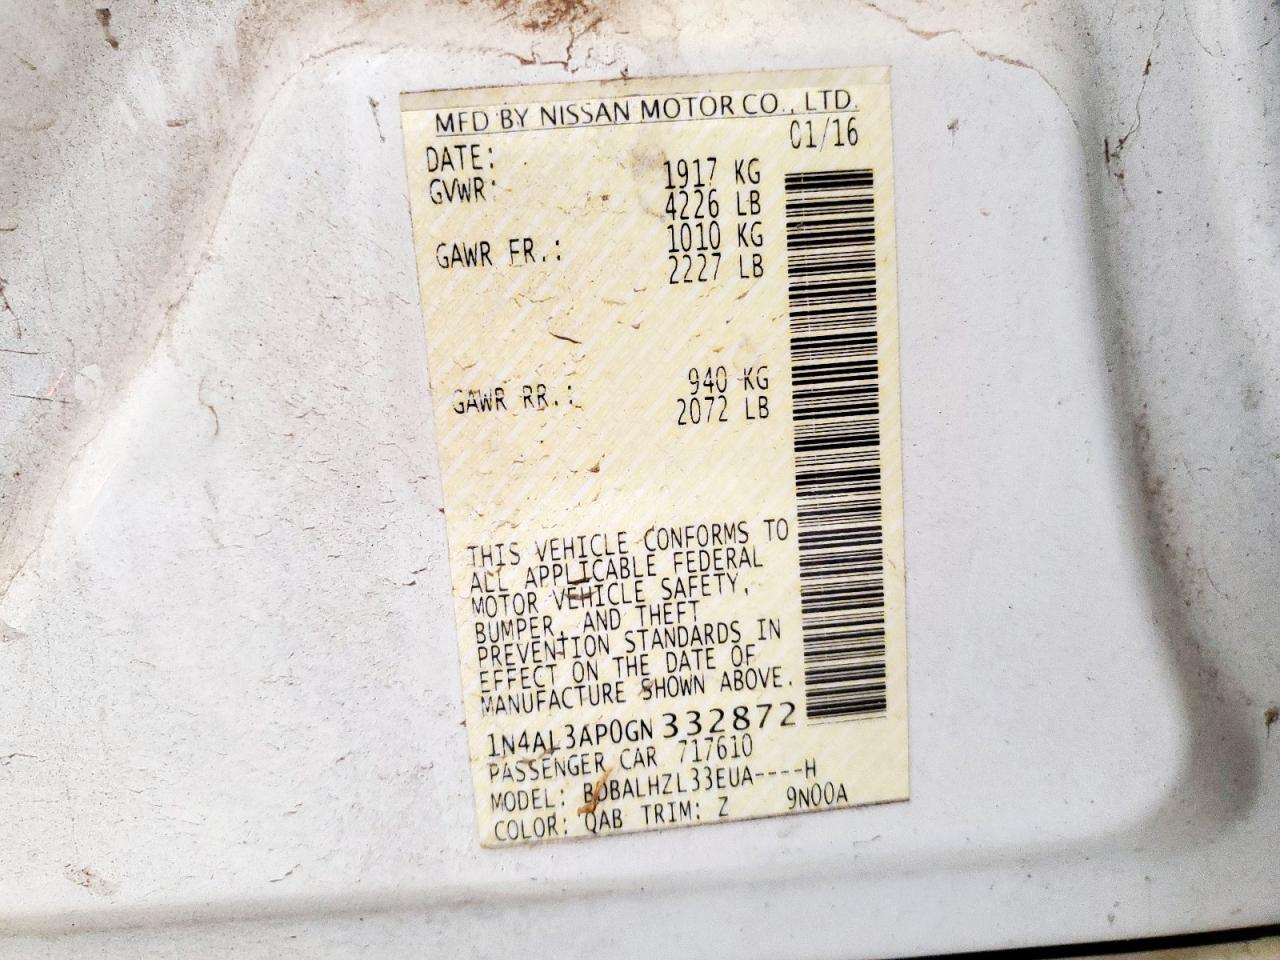 MFD BY NISSAN MOTOR CO., LTD.
DATE: 01/16
GVWR: 1917 KG
4226 LB
GAWR FR.: 1010 KG
2227 LB
GAWR RR.: 940 KG
2072 LB
THIS VEHICLE CONFORMS TO
ALL APPLICABLE FEDERAL
MOTOR VEHICLE SAFETY,
BUMPER, AND THEFT
PREVENTION STANDARDS IN
EFFECT ON THE DATE OF
MANUFACTURE SHOWN ABOVE.
1N4AL3AP0GN332872
PASSENGER CAR 717610
MODEL: BDBALHZL33EUA----H
COLOR: QAB TRIM: Z 9N00A